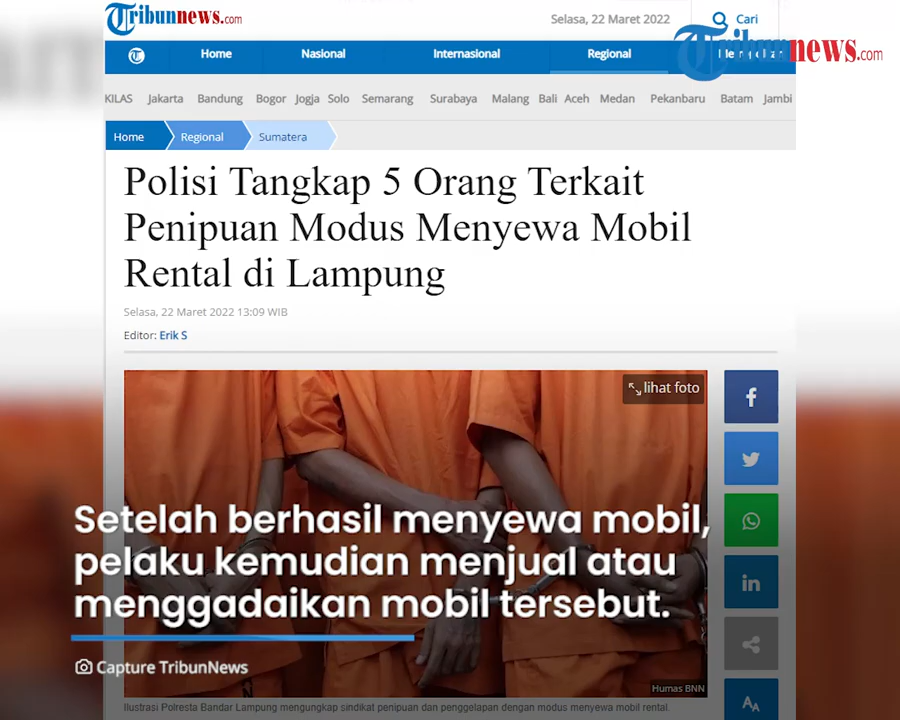 Tribunnews.com
Selasa, 22 Maret 2022
Cari
Tribunnews.com
Home Nasional Internasional Regional
KILAS Jakarta Bandung Bogor Jogja Solo Semarang Surabaya Malang Bali Aceh Medan Pekanbaru Batam Jambi
Home Regional Sumatera
Polisi Tangkap 5 Orang Terkait
Penipuan Modus Menyewa Mobil
Rental di Lampung
Selasa, 22 Maret 2022 13:09 WIB
Editor: Erik S
lihat foto
Setelah berhasil menyewa mobil,
pelaku kemudian menjual atau
menggadaikan mobil tersebut.
Capture TribunNews
Humas BNN
Ilustrasi Polresta Bandar Lampung mengungkap sindikat penipuan dan penggelapan dengan modus menyewa mobil rental.
AA